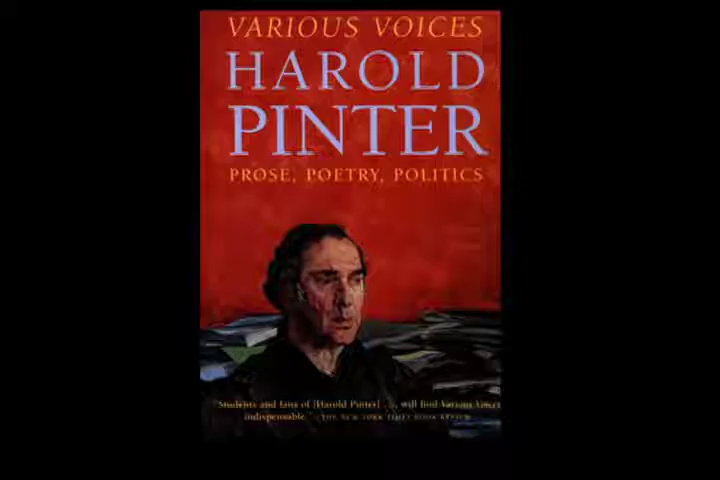 VARIOUS VOICES
HAROLD
PINTER
PROSE, POETRY, POLITICS
"Students and fans of [Harold Pinter] . . . will find Various Voices
indispensable." —THE NEW YORK TIMES BOOK REVIEW